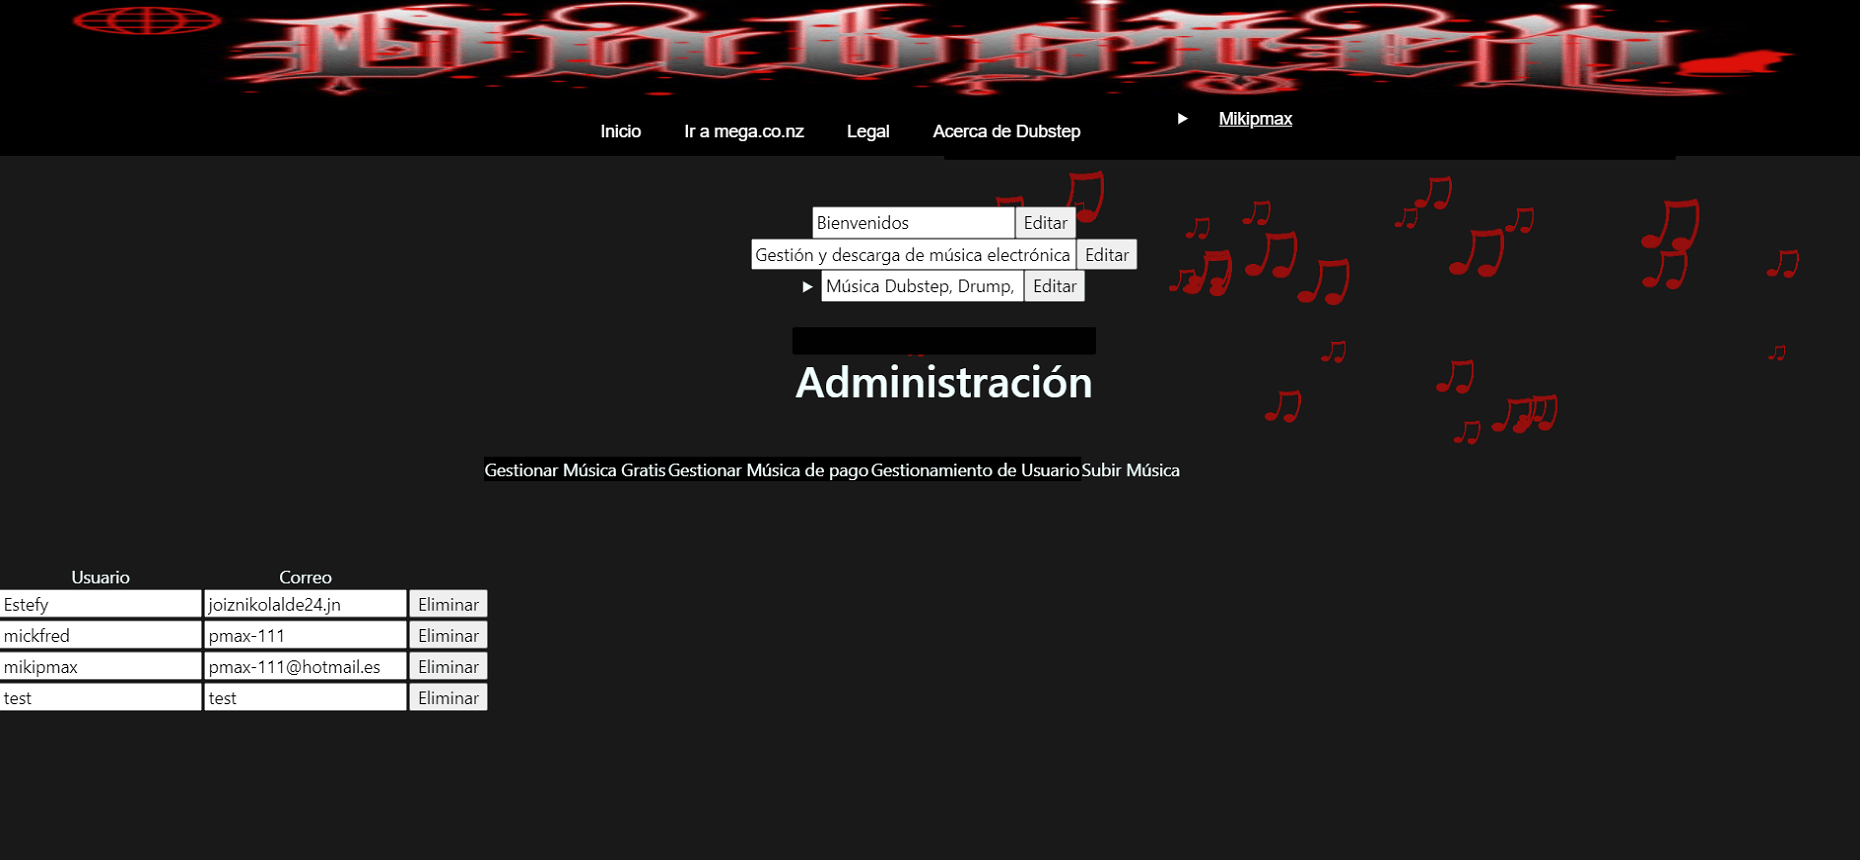 Dubstep
Inicio Ir a mega.co.nz Legal Acerca de Dubstep Mikipmax
Bienvenidos Editar
Gestión y descarga de música electrónica Editar
Música Dubstep, Drump, Editar
Administración
Gestionar Música Gratis Gestionar Música de pago Gestionamiento de Usuario Subir Música
Usuario Correo
Estefy joiznikolalde24.jn Eliminar
mickfred pmax-111 Eliminar
mikipmax pmax-111@hotmail.es Eliminar
test test Eliminar